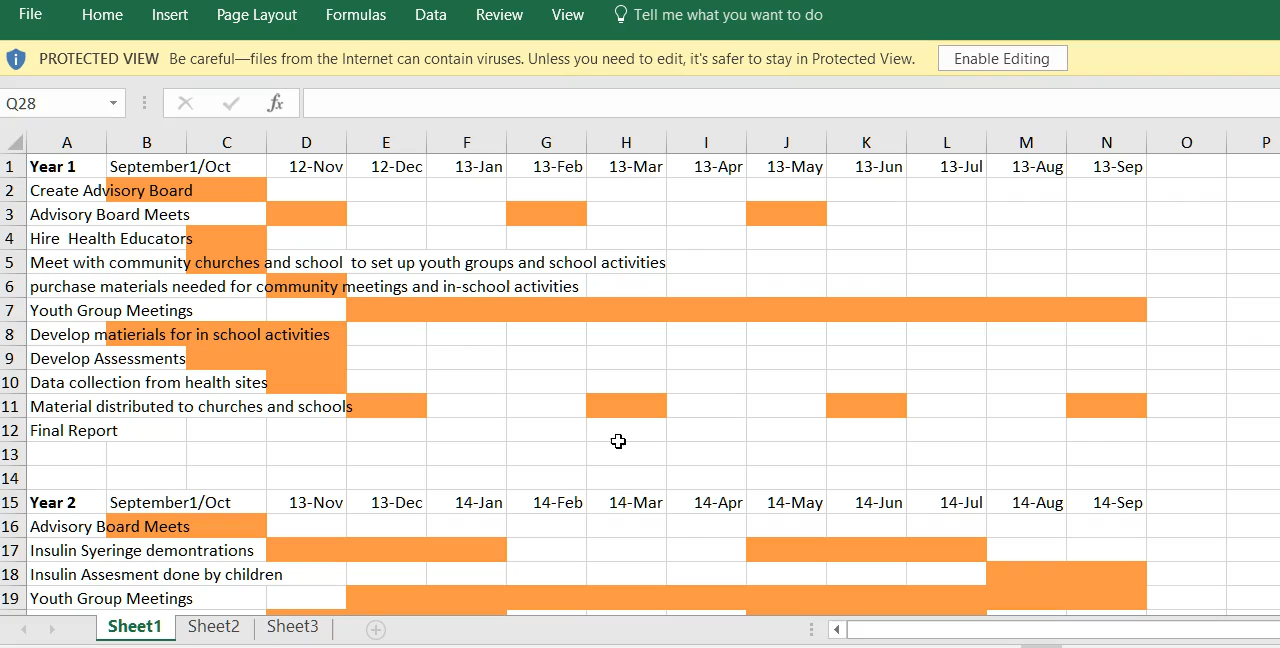 File Home Insert Page Layout Formulas Data Review View Tell me what you want to do
PROTECTED VIEW Be careful—files from the Internet can contain viruses. Unless you need to edit, it's safer to stay in Protected View. Enable Editing
Q28 fx
A B C D E F G H I J K L M N O P
1 Year 1 September1/Oct 12-Nov 12-Dec 13-Jan 13-Feb 13-Mar 13-Apr 13-May 13-Jun 13-Jul 13-Aug 13-Sep
2 Create Advisory Board
3 Advisory Board Meets
4 Hire  Health Educators
5 Meet with community churches and school  to set up youth groups and school activities
6 purchase materials needed for community meetings and in-school activities
7 Youth Group Meetings
8 Develop matierials for in school activities
9 Develop Assessments
10 Data collection from health sites
11 Material distributed to churches and schools
12 Final Report
13
14
15 Year 2 September1/Oct 13-Nov 13-Dec 14-Jan 14-Feb 14-Mar 14-Apr 14-May 14-Jun 14-Jul 14-Aug 14-Sep
16 Advisory Board Meets
17 Insulin Syeringe demontrations
18 Insulin Assesment done by children
19 Youth Group Meetings
Sheet1 Sheet2 Sheet3